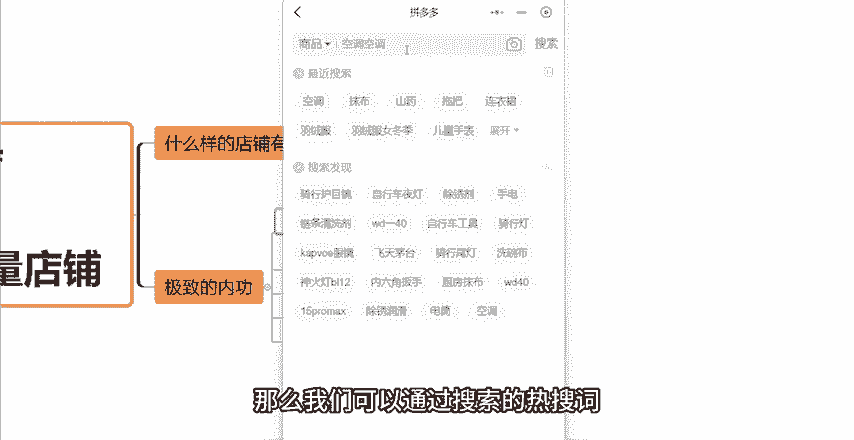 拼多多
商品 空调空调 搜索
最近搜索
空调 抹布 山药 拖把 连衣裙
羽绒服 羽绒服女冬季 儿童手表 展开
搜索发现
骑行护目镜 自行车夜灯 除锈剂 手电
链条清洗剂 wd一40 自行车工具 骑行灯
kapvoe眼镜 飞天茅台 骑行尾灯 洗碗布
神火灯bl12 内六角扳手 厨房抹布 wd40
15promax 除锈润滑 电筒 空调
什么样的店铺有
量店铺
极致的内功
那么我们可以通过搜索的热搜词